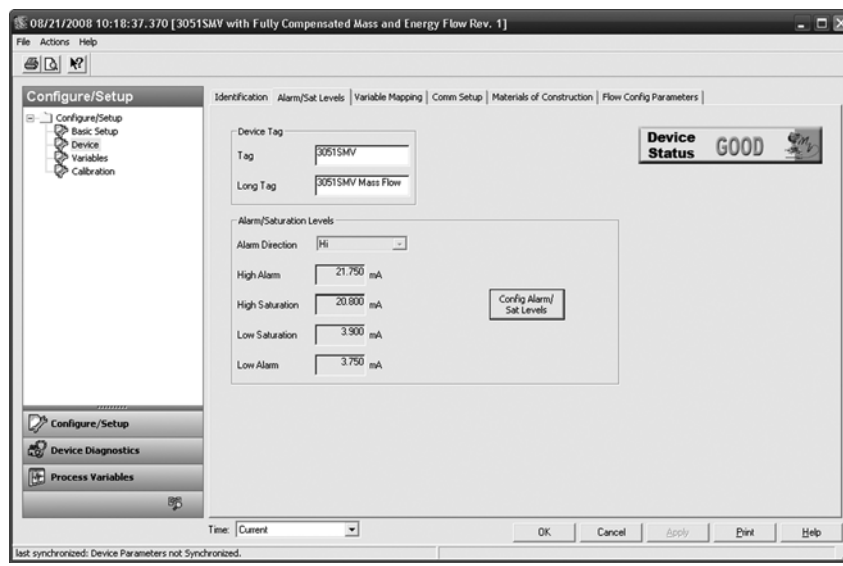 08/21/2008 10:18:37.370 [3051SMV with Fully Compensated Mass and Energy Flow Rev. 1]
File Actions Help
Configure/Setup
Configure/Setup
Basic Setup
Device
Variables
Calibration
Configure/Setup
Device Diagnostics
Process Variables
Identification Alarm/Sat Levels Variable Mapping Comm Setup Materials of Construction Flow Config Parameters
Device Tag
Tag 3051SMV
Long Tag 3051SMV Mass Flow
Device Status GOOD
Alarm/Saturation Levels
Alarm Direction Hi
High Alarm 21.750 mA
High Saturation 20.800 mA
Low Saturation 3.900 mA
Low Alarm 3.750 mA
Config Alarm/
Sat Levels
Time: Current
OK Cancel Apply Print Help
last synchronized: Device Parameters not Synchronized.